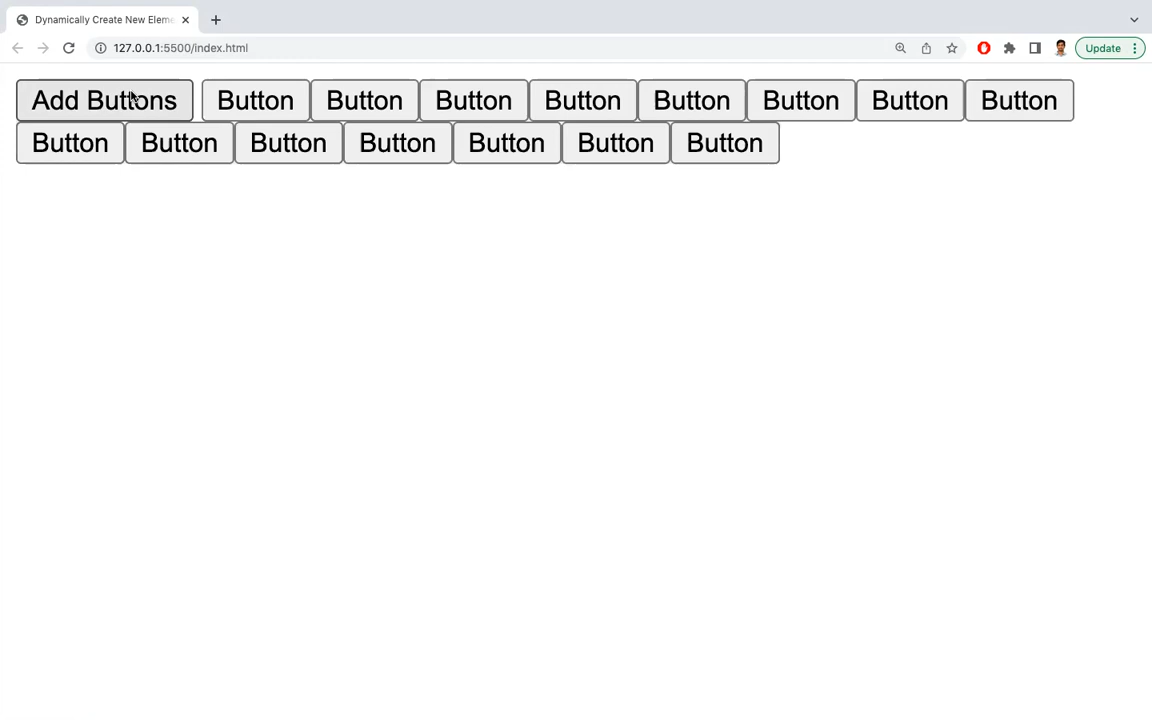 Dynamically Create New Eleme
127.0.0.1:5500/index.html
Update
Add Buttons Button Button Button Button Button Button Button Button
Button Button Button Button Button Button Button